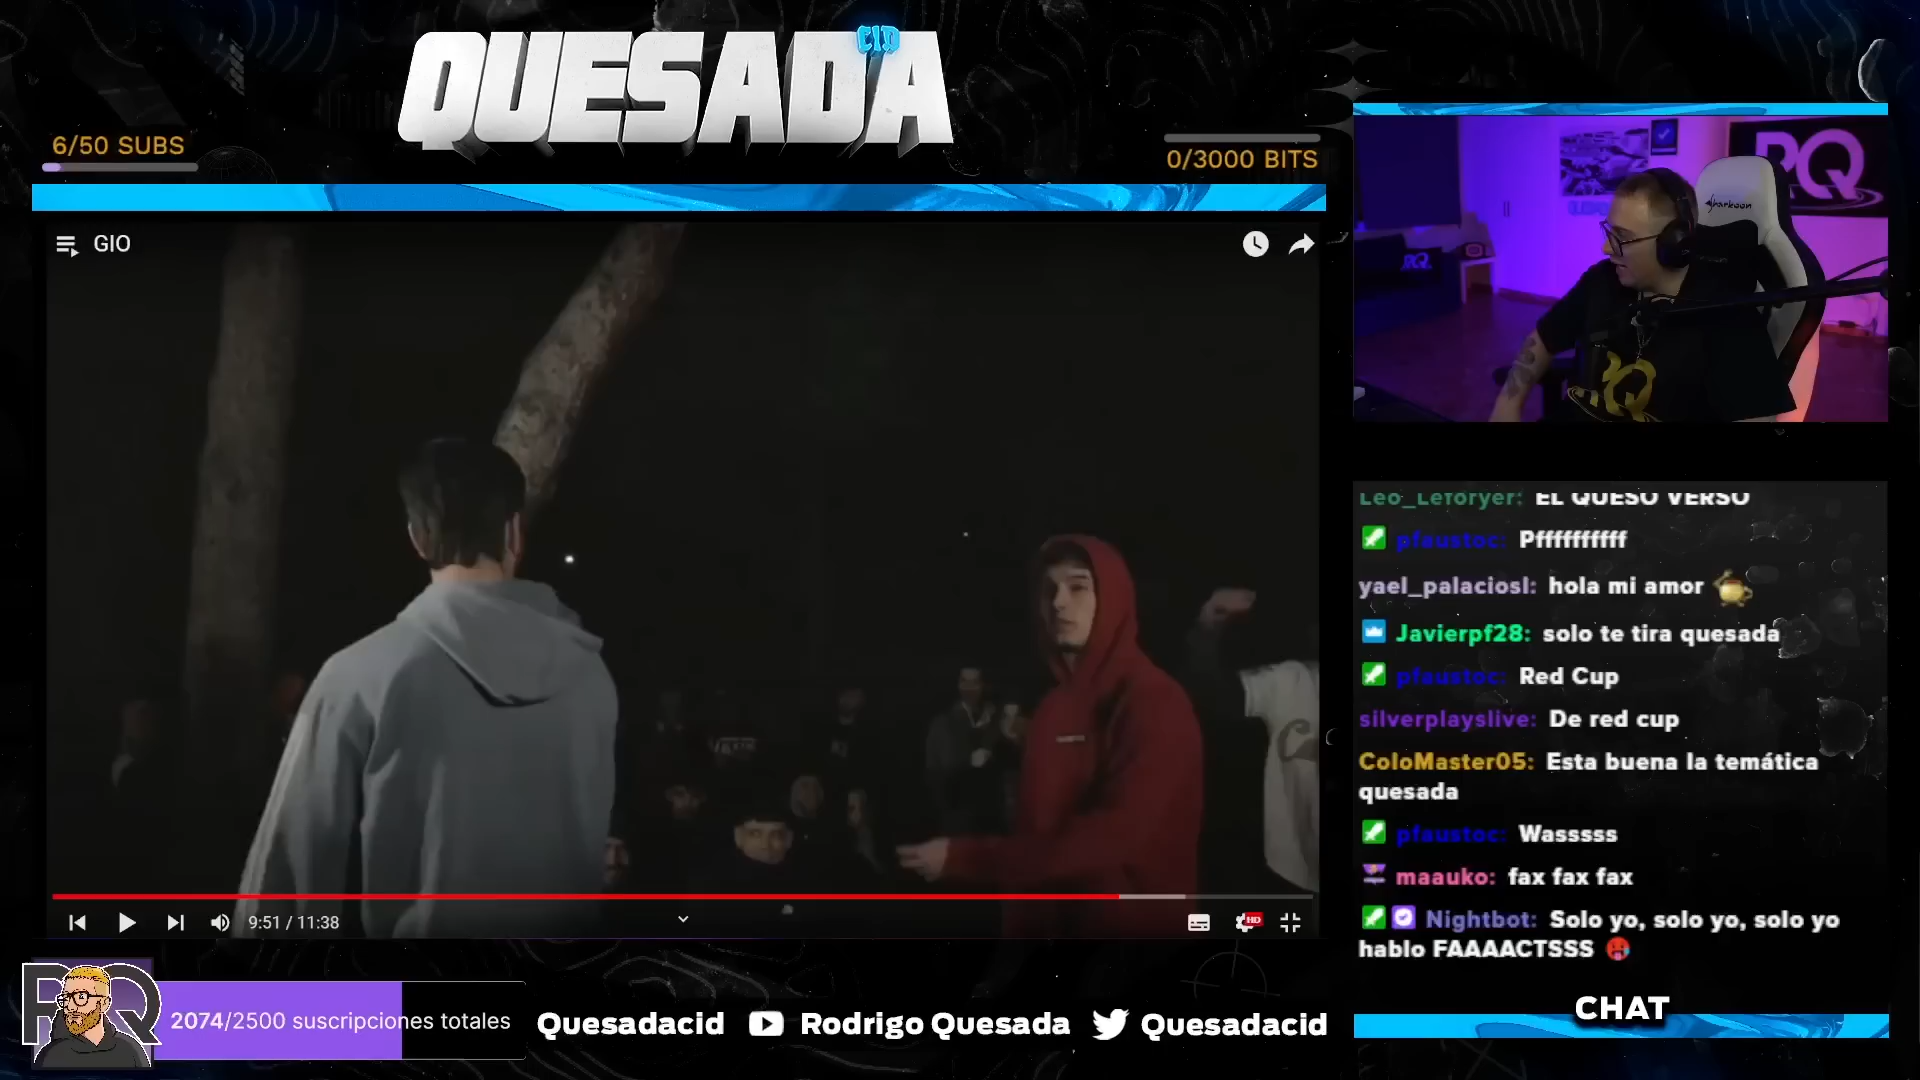 QUESADA
CID
6/50 SUBS
0/3000 BITS
GIO
PQ
sharkoon
Leo_Leforyer: EL QUESO VERSO
pfaustoc: Pffffffffff
yael_palaciosl: hola mi amor
Javierpf28: solo te tira quesada
pfaustoc: Red Cup
silverplayslive: De red cup
ColoMaster05: Esta buena la temática
quesada
pfaustoc: Wasssss
maauko: fax fax fax
Nightbot: Solo yo, solo yo, solo yo
hablo FAAAACTSSS
CHAT
9:51 / 11:38
HD
2074/2500 suscripciones totales
Quesadacid
Rodrigo Quesada
Quesadacid